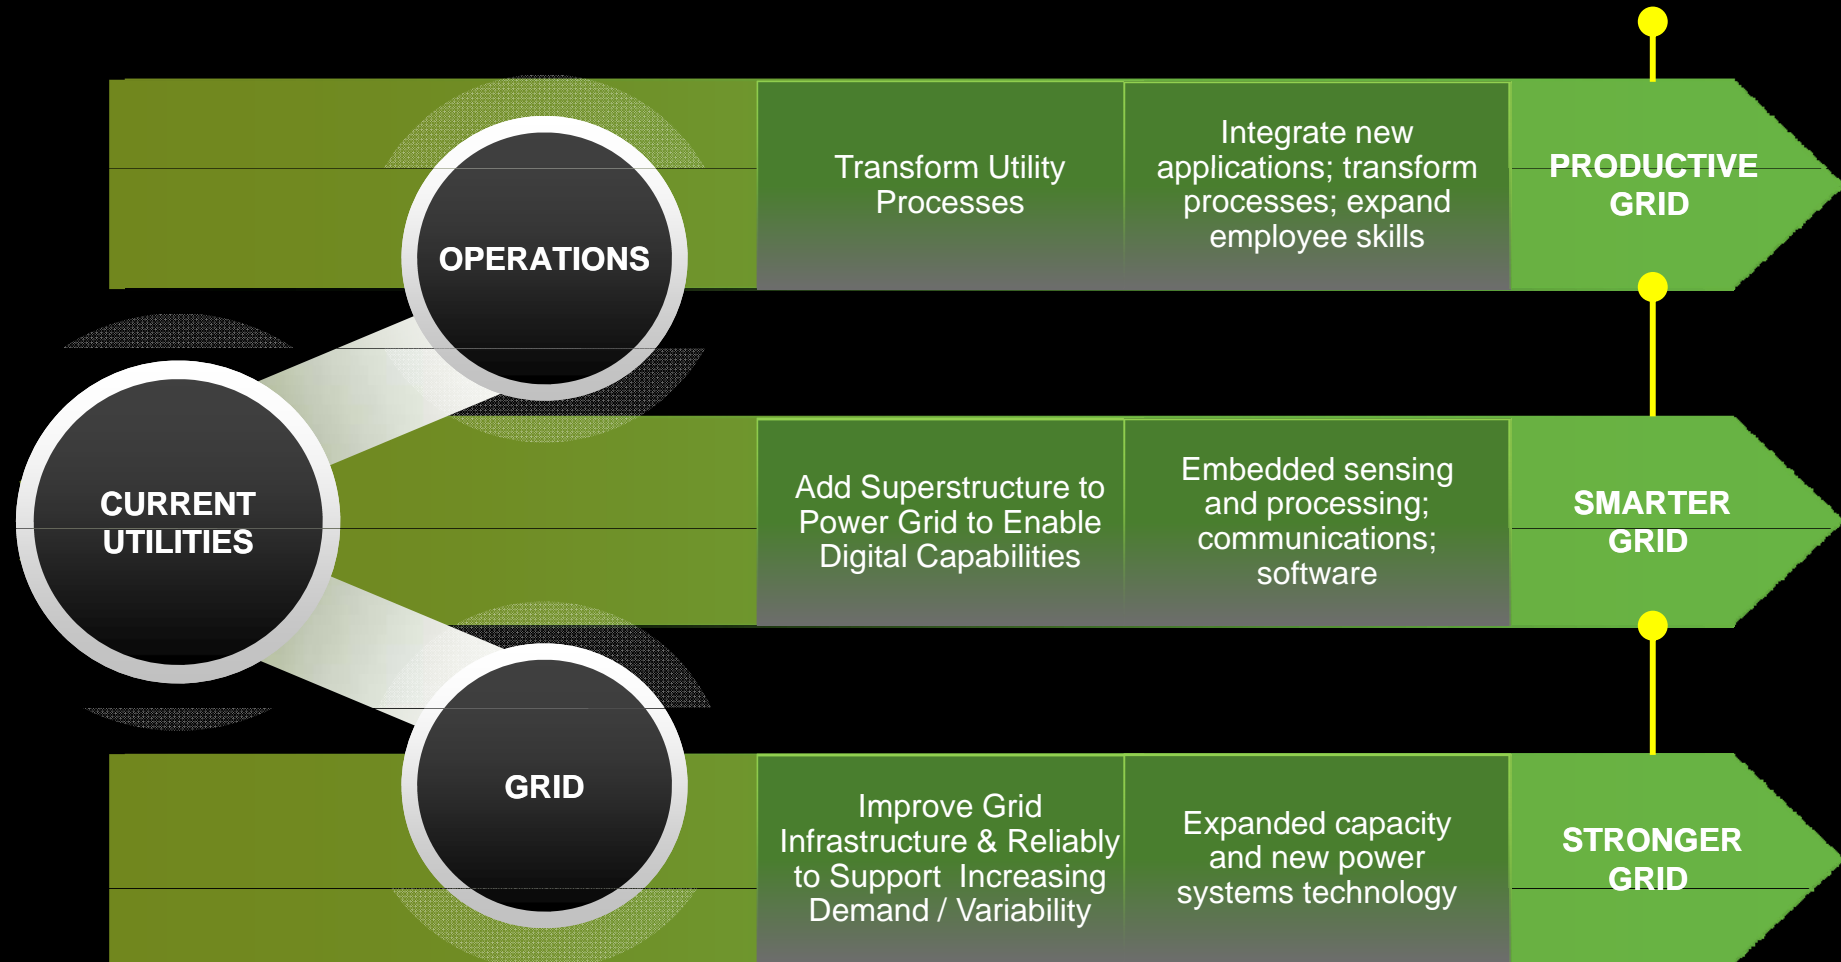 OPERATIONS
Transform Utility
Processes
Integrate new
applications; transform
processes; expand
employee skills
PRODUCTIVE
GRID
CURRENT
UTILITIES
Add Superstructure to
Power Grid to Enable
Digital Capabilities
Embedded sensing
and processing;
communications;
software
SMARTER
GRID
GRID
Improve Grid
Infrastructure & Reliably
to Support  Increasing
Demand / Variability
Expanded capacity
and new power
systems technology
STRONGER
GRID